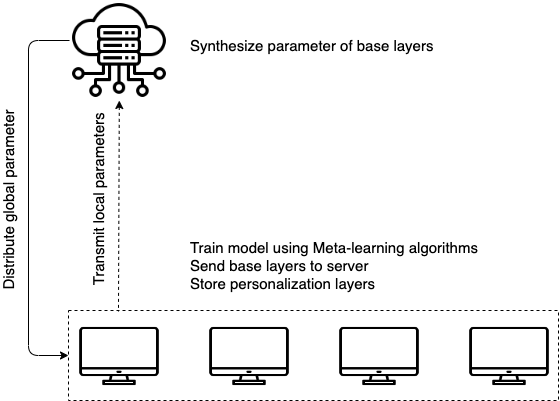 Synthesize parameter of base layers
Distribute global parameter
Transmit local parameters
Train model using Meta-learning algorithms
Send base layers to server
Store personalization layers